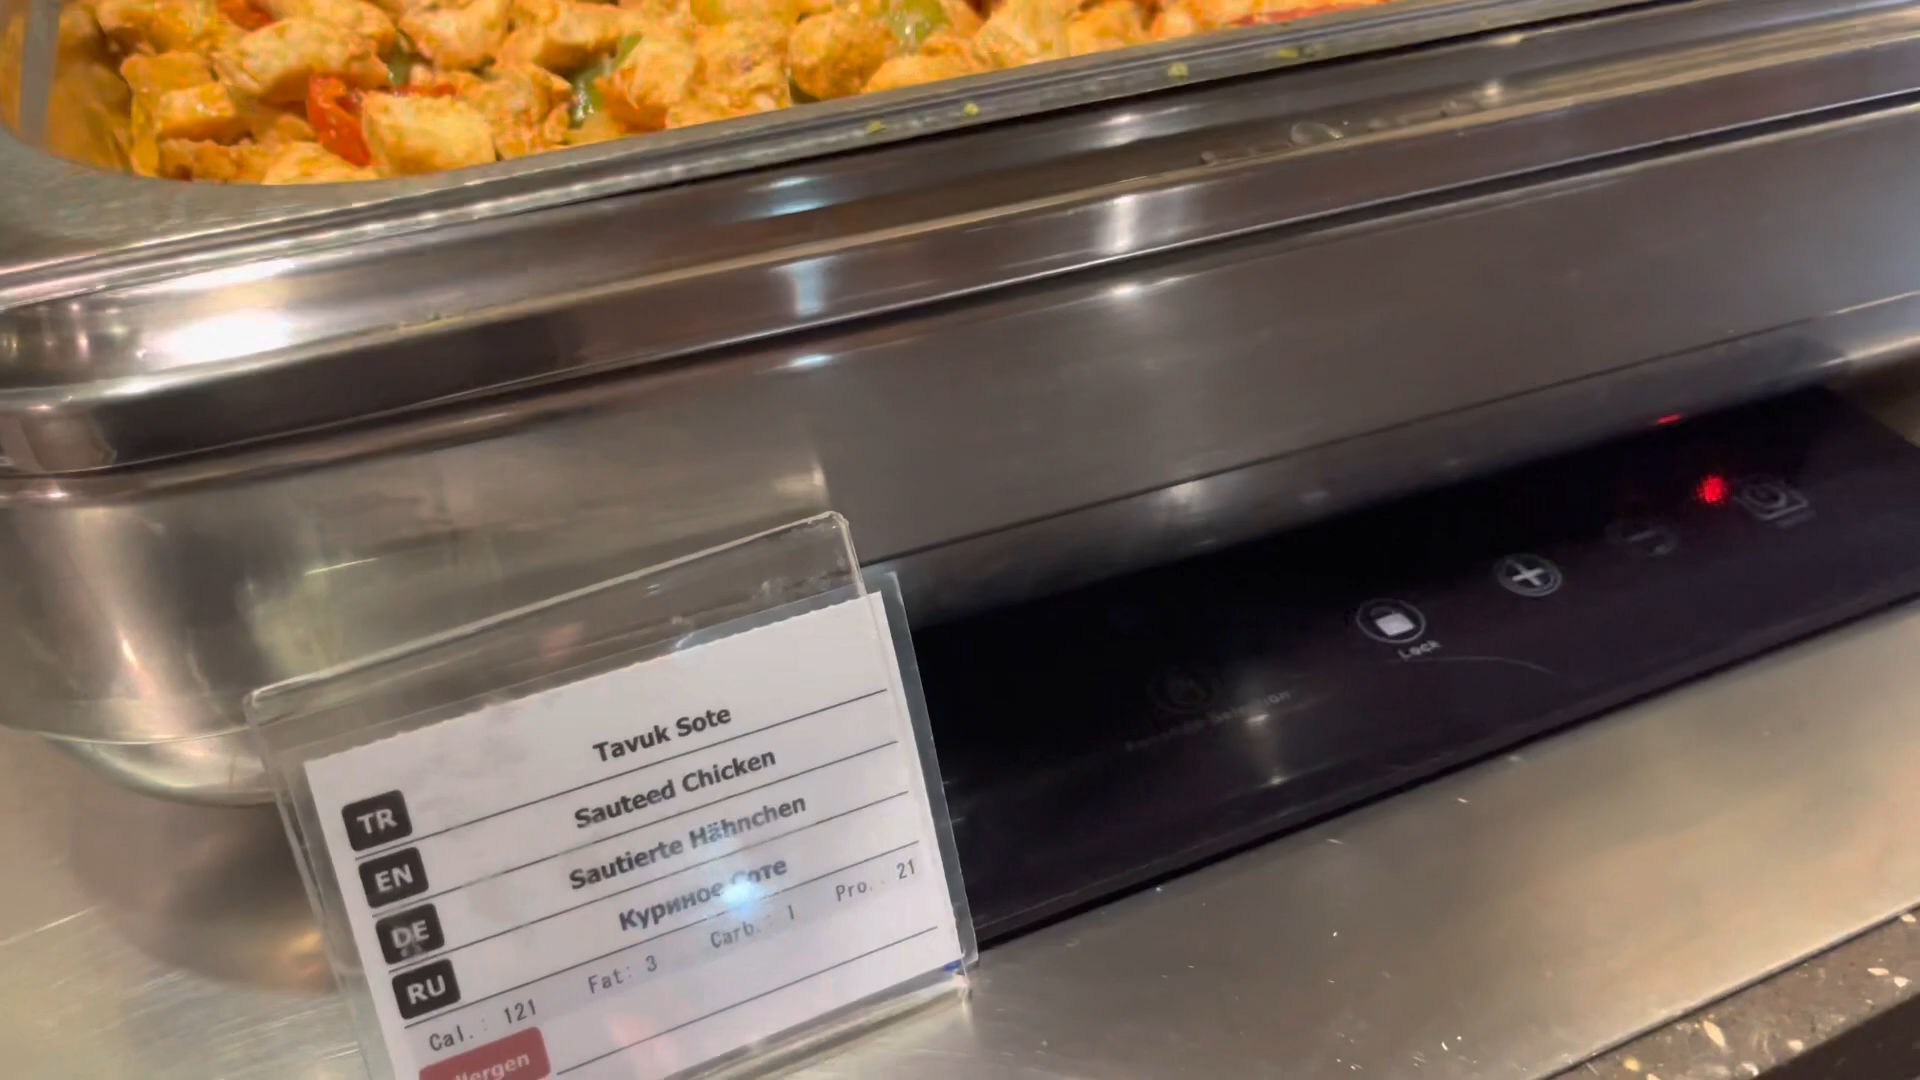 Tavuk Sote
TR
Sauteed Chicken
EN
Sautierte Hähnchen
DE
Куриное Соте
RU
Cal.: 121 Fat: 3 Carb.: 1 Pro.: 21
Lock